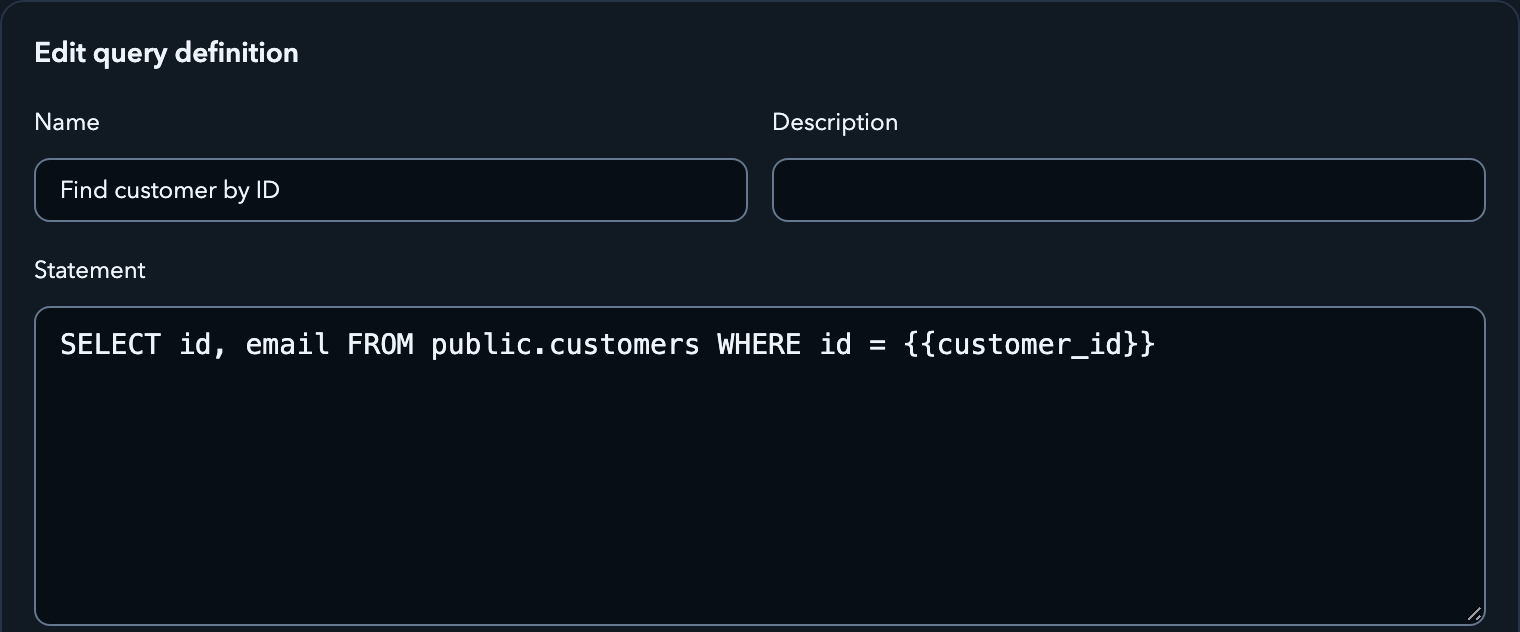 Edit query definition
Name
Description
Find customer by ID
Statement
SELECT id, email FROM public.customers WHERE id = {{customer_id}}